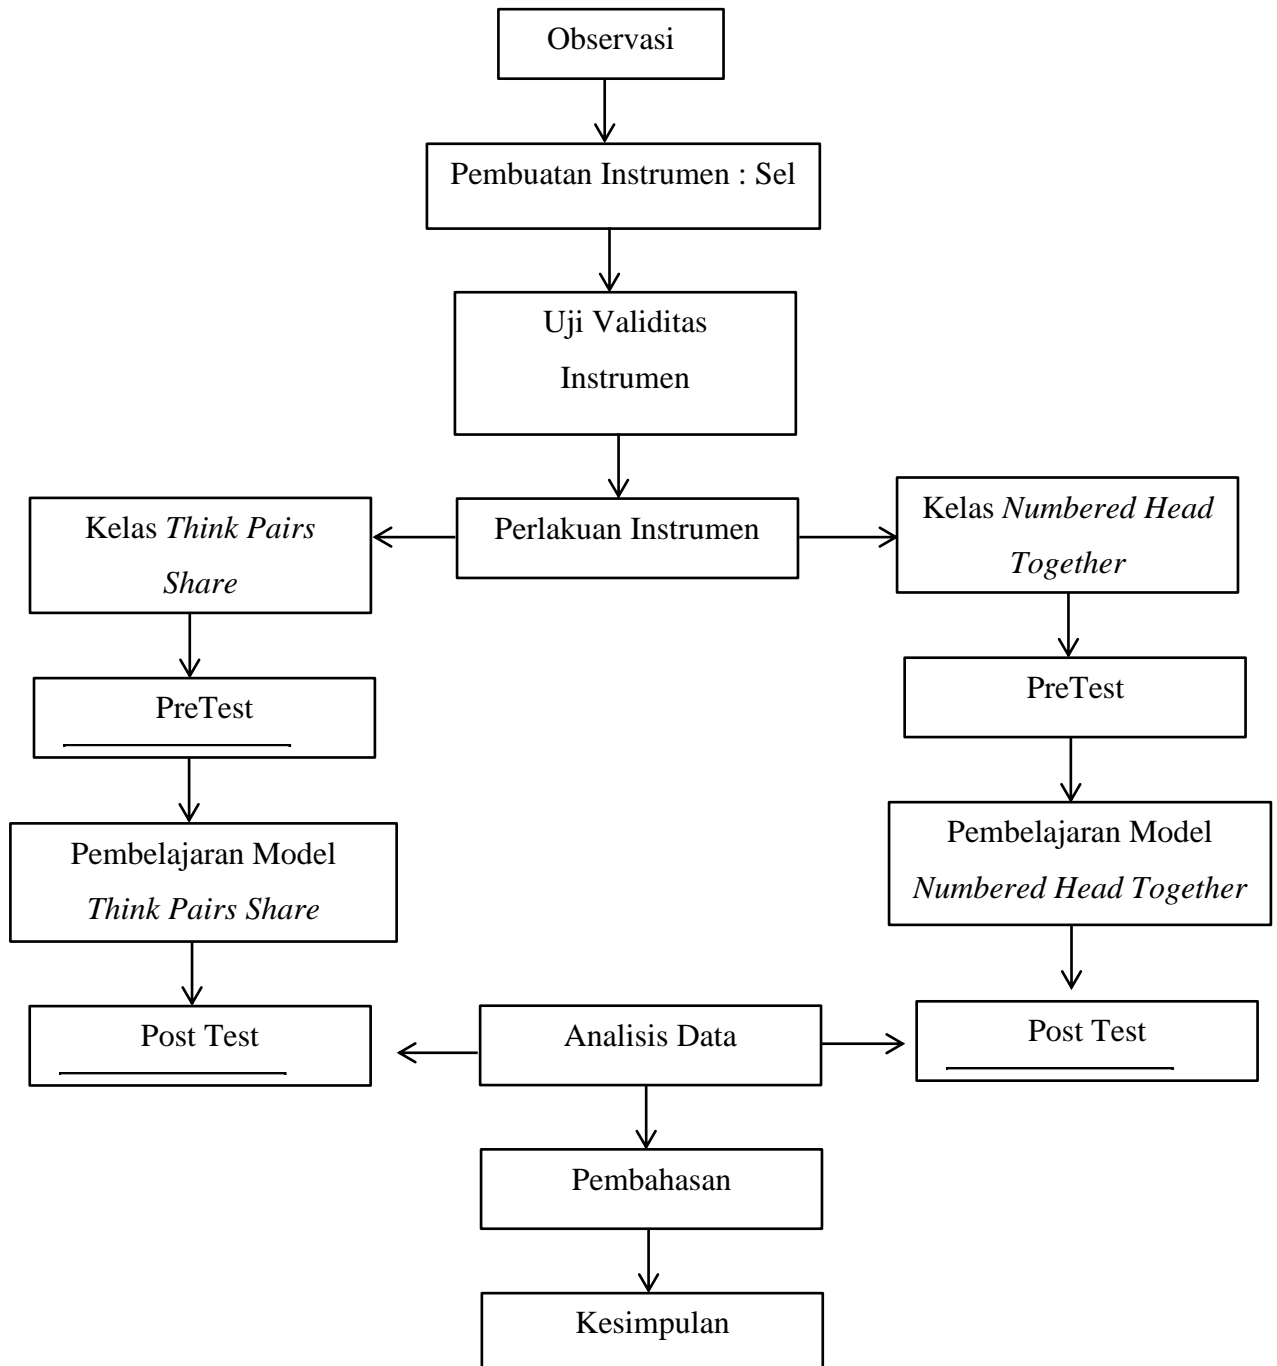 Observasi
Pembuatan Instrumen : Sel
Uji Validitas
Instrumen
Kelas Think Pairs
Share
Perlakuan Instrumen
Kelas Numbered Head
Together
PreTest
PreTest
Pembelajaran Model
Think Pairs Share
Pembelajaran Model
Numbered Head Together
Post Test
Analisis Data
Post Test
Pembahasan
Kesimpulan